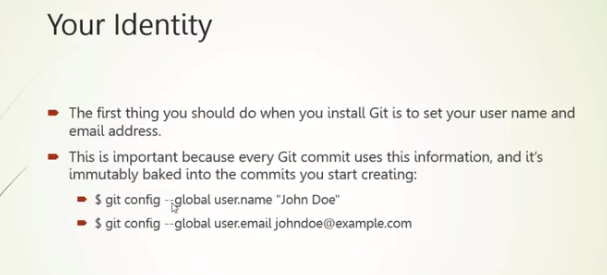 Your Identity
The first thing you should do when you install Git is to set your user name and
email address.
This is important because every Git commit uses this information, and it's
immutably baked into the commits you start creating:
$ git config --global user.name "John Doe"
$ git config --global user.email johndoe@example.com